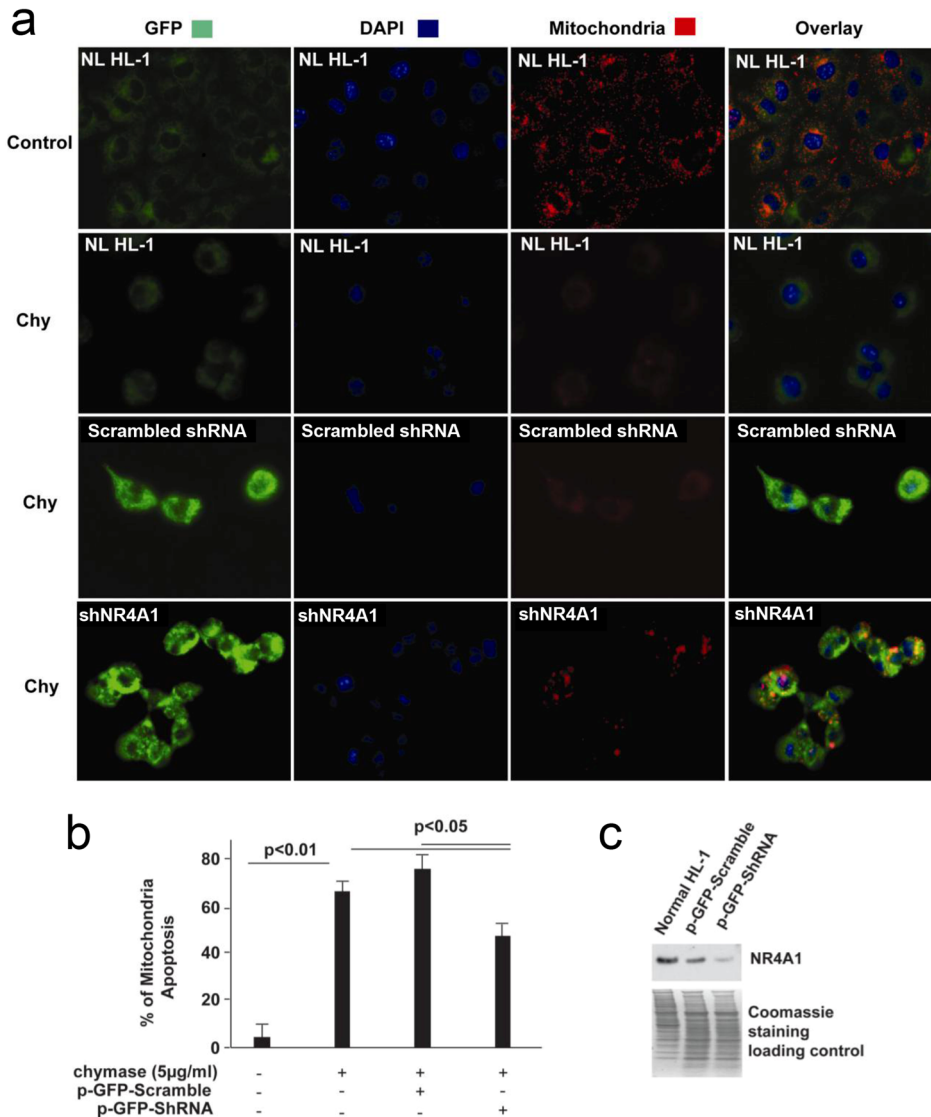 a
GFP DAPI Mitochondria Overlay
NL HL-1 NL HL-1 NL HL-1 NL HL-1
Control
NL HL-1 NL HL-1 NL HL-1 NL HL-1
Chy
Scrambled shRNA Scrambled shRNA Scrambled shRNA Scrambled shRNA
Chy
shNR4A1 shNR4A1 shNR4A1 shNR4A1
Chy
b
p<0.05
p<0.01
80
60
40
20
0
% of Mitochondria
Apoptosis
chymase (5µg/ml) - + + +
p-GFP-Scramble - +
p-GFP-ShRNA - +
c
Normal HL-1
p-GFP-Scramble
p-GFP-ShRNA
NR4A1
Coomassie
staining
loading control